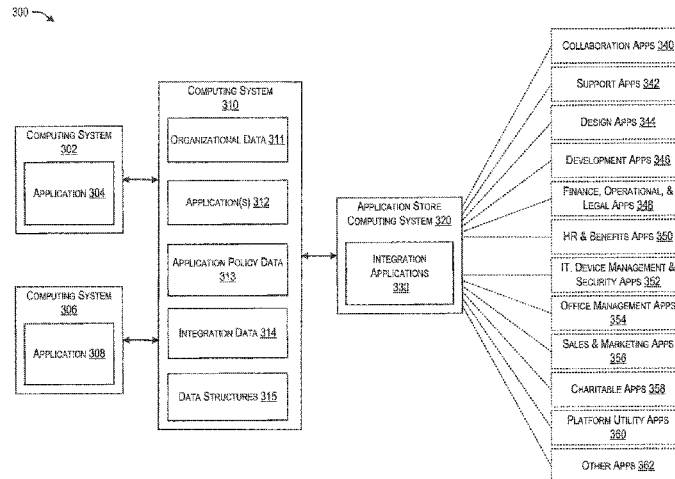 300
COMPUTING SYSTEM
302
APPLICATION 304
COMPUTING SYSTEM
306
APPLICATION 308
COMPUTING SYSTEM
310
ORGANIZATIONAL DATA 311
APPLICATION(S) 312
APPLICATION POLICY DATA
313
INTEGRATION DATA 314
DATA STRUCTURES 315
APPLICATION STORE
COMPUTING SYSTEM 320
INTEGRATION
APPLICATIONS
330
COLLABORATION APPS 340
SUPPORT APPS 342
DESIGN APPS 344
DEVELOPMENT APPS 346
FINANCE, OPERATIONAL, &
LEGAL APPS 348
HR & BENEFITS APPS 350
IT, DEVICE MANAGEMENT &
SECURITY APPS 352
OFFICE MANAGEMENT APPS
354
SALES & MARKETING APPS
356
CHARITABLE APPS 358
PLATFORM UTILITY APPS
360
OTHER APPS 362